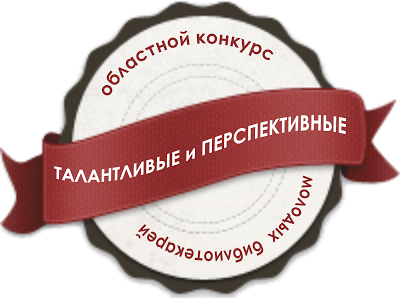 областной конкурс
ТАЛАНТЛИВЫЕ и ПЕРСПЕКТИВНЫЕ
молодых библиотекарей